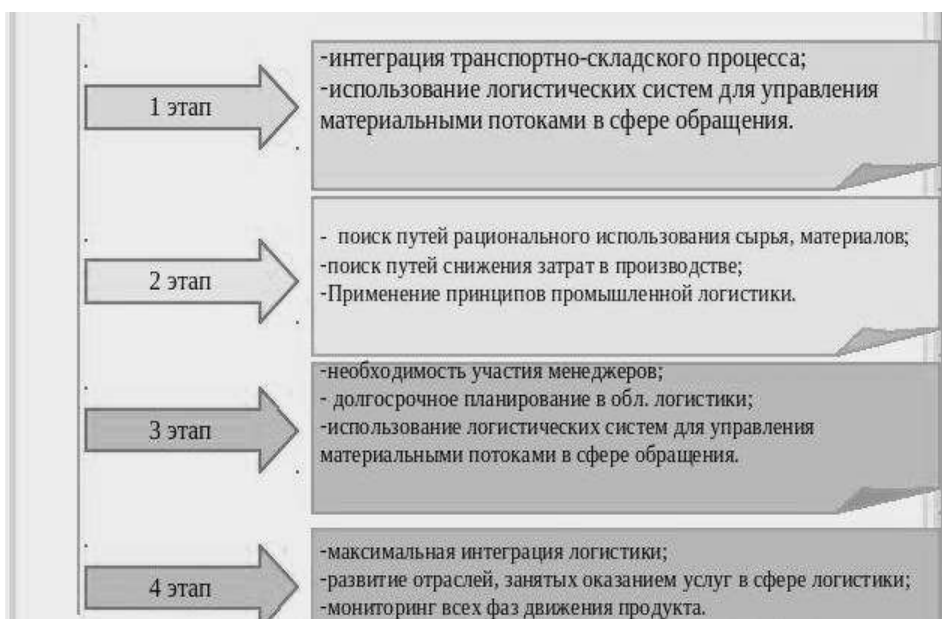 1 этап
-интеграция транспортно-складского процесса;
-использование логистических систем для управления
материальными потоками в сфере обращения.
2 этап
- поиск путей рационального использования сырья, материалов;
-поиск путей снижения затрат в производстве;
-Применение принципов промышленной логистики.
3 этап
-необходимость участия менеджеров;
- долгосрочное планирование в обл. логистики;
-использование логистических систем для управления
материальными потоками в сфере обращения.
4 этап
-максимальная интеграция логистики;
-развитие отраслей, занятых оказанием услуг в сфере логистики;
-мониторинг всех фаз движения продукта.